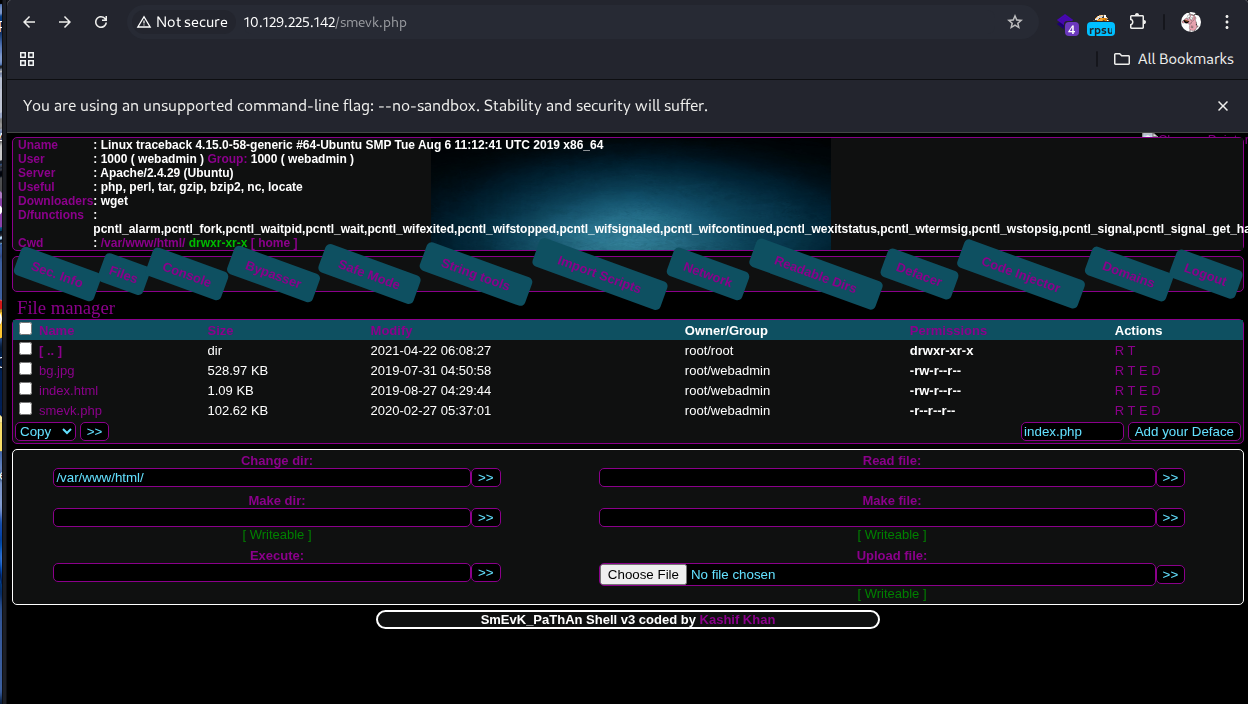 Not secure 10.129.225.142/smevk.php
4
rpsu
All Bookmarks
You are using an unsupported command-line flag: --no-sandbox. Stability and security will suffer.
Uname : Linux traceback 4.15.0-58-generic #64-Ubuntu SMP Tue Aug 6 11:12:41 UTC 2019 x86_64
User : 1000 ( webadmin ) Group: 1000 ( webadmin )
Server : Apache/2.4.29 (Ubuntu)
Useful : php, perl, tar, gzip, bzip2, nc, locate
Downloaders : wget
D/functions :
pcntl_alarm,pcntl_fork,pcntl_waitpid,pcntl_wait,pcntl_wifexited,pcntl_wifstopped,pcntl_wifsignaled,pcntl_wifcontinued,pcntl_wexitstatus,pcntl_wtermsig,pcntl_wstopsig,pcntl_signal,pcntl_signal_get_ha
Cwd : /var/www/html/ drwxr-xr-x [ home ]
Sec. Info Files Console Bypasser Safe Mode String tools Import Scripts Network Readable Dirs Defacer Code Injector Domains Logout
File manager
Name Size Modify Owner/Group Permissions Actions
[ .. ] dir 2021-04-22 06:08:27 root/root drwxr-xr-x R T
bg.jpg 528.97 KB 2019-07-31 04:50:58 root/webadmin -rw-r--r-- R T E D
index.html 1.09 KB 2019-08-27 04:29:44 root/webadmin -rw-r--r-- R T E D
smevk.php 102.62 KB 2020-02-27 05:37:01 root/webadmin -r--r--r-- R T E D
Copy >> index.php Add your Deface
Change dir: Read file:
/var/www/html/ >> >>
Make dir: Make file:
>> >>
[ Writeable ] [ Writeable ]
Execute: Upload file:
>> Choose File No file chosen >>
[ Writeable ]
SmEvK_PaThAn Shell v3 coded by Kashif Khan